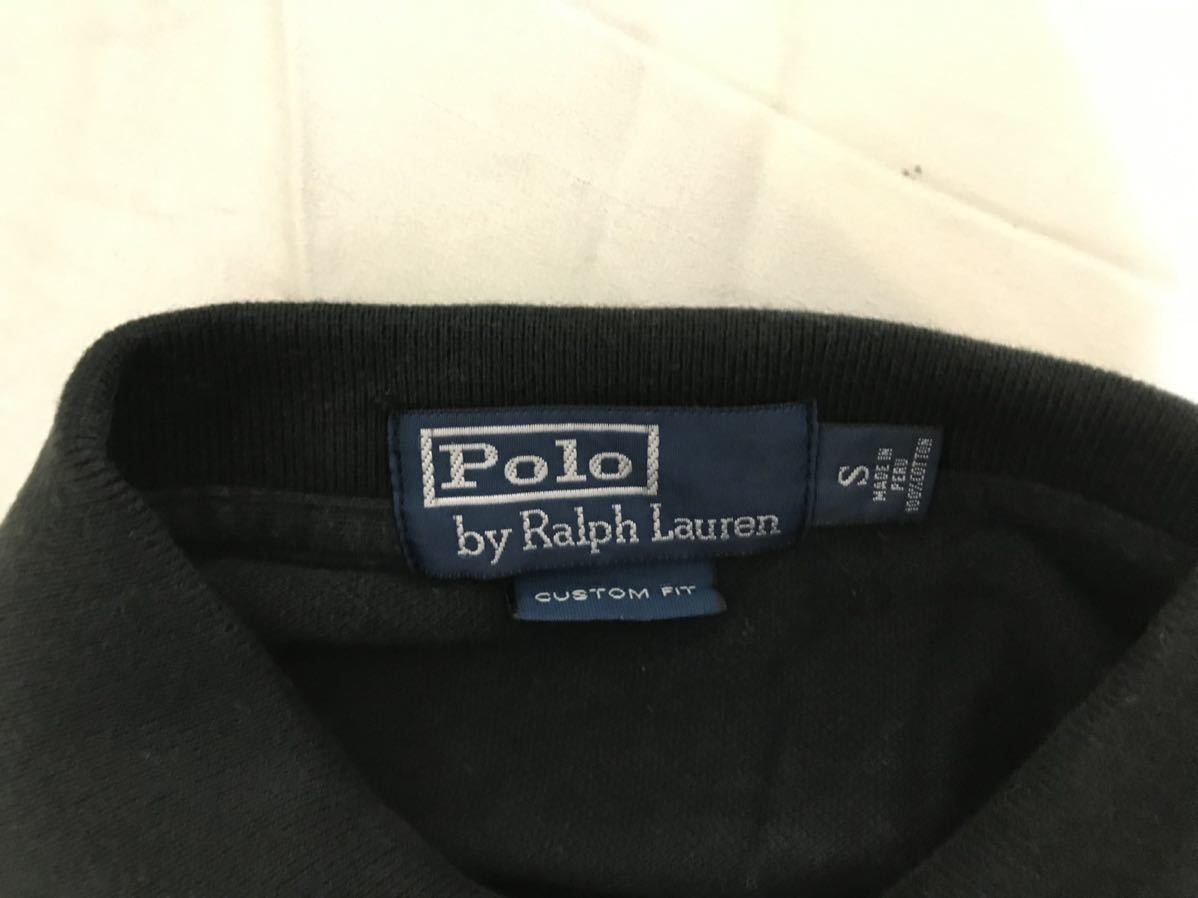 Polo
by Ralph Lauren
CUSTOM FIT
S
MADE IN
PERU
100%COTTON